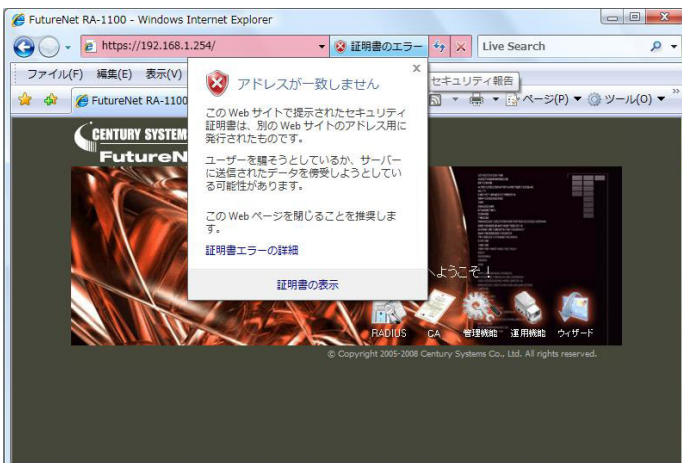 FutureNet RA-1100 - Windows Internet Explorer
https://192.168.1.254/
証明書のエラー
Live Search
ファイル(F) 編集(E) 表示(V)
セキュリティ報告
FutureNet RA-1100
ページ(P)
ツール(O)
アドレスが一致しません
この Web サイトで提示されたセキュリティ
証明書は、別の Web サイトのアドレス用に
発行されたものです。
ユーザーを騙そうとしているか、サーバー
に送信されたデータを傍受しようとしてい
る可能性があります。
この Web ページを閉じることを推奨しま
す。
証明書エラーの詳細
証明書の表示
CENTURY SYSTEM
FutureN
ようこそ!
RADIUS CA 管理機能 運用機能 ウィザード
© Copyright 2005-2008 Century Systems Co., Ltd. All rights reserved.